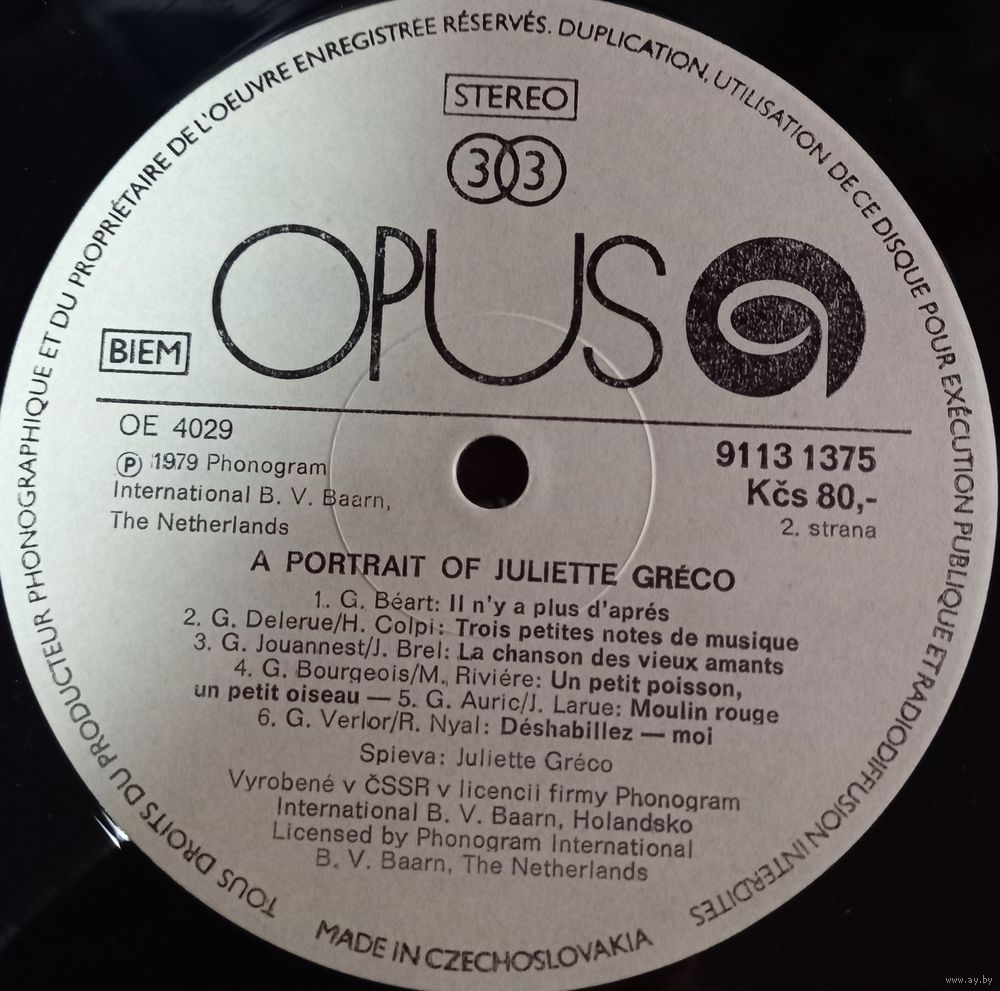 TOUS DROITS DU PRODUCTEUR PHONOGRAPHIQUE ET DU PROPRIÉTAIRE DE L'OEUVRE ENREGISTRÉE RÉSERVÉS. DUPLICATION, UTILISATION DE CE DISQUE POUR EXÉCUTION PUBLIQUE ET RADIODIFFUSION INTERDITES
STEREO
33
OPUS
BIEM
OE 4029
Ⓟ 1979 Phonogram
International B. V. Baarn,
The Netherlands
9113 1375
Kčs 80,-
2. strana
A PORTRAIT OF JULIETTE GRÉCO
1. G. Béart: Il n'y a plus d'aprés
2. G. Delerue/H. Colpi: Trois petites notes de musique
3. G. Jouannest/J. Brel: La chanson des vieux amants
4. G. Bourgeois/M. Riviére: Un petit poisson,
un petit oiseau — 5. G. Auric/J. Larue: Moulin rouge
6. G. Verlor/R. Nyal: Déshabillez — moi
Spieva: Juliette Gréco
Vyrobené v ČSSR v licencii firmy Phonogram
International B. V. Baarn, Holandsko
Licensed by Phonogram International
B. V. Baarn, The Netherlands
MADE IN CZECHOSLOVAKIA
www.ay.by